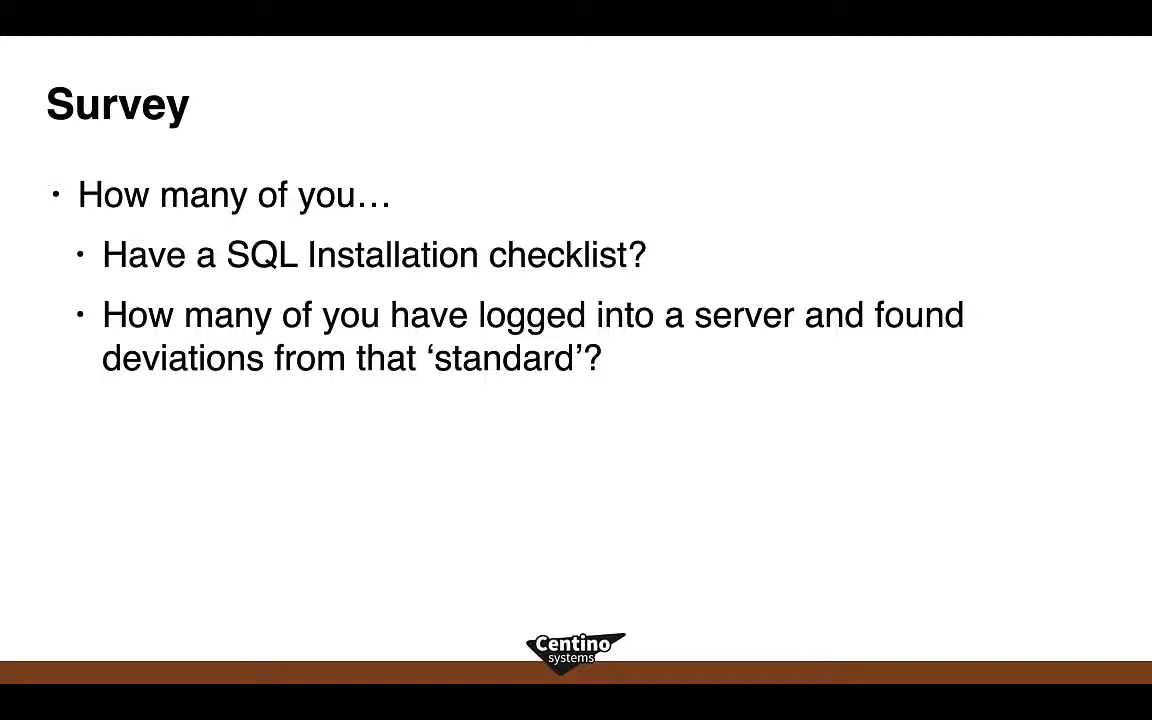 Survey
• How many of you…
• Have a SQL Installation checklist?
• How many of you have logged into a server and found
deviations from that ‘standard’?
Centino
systems